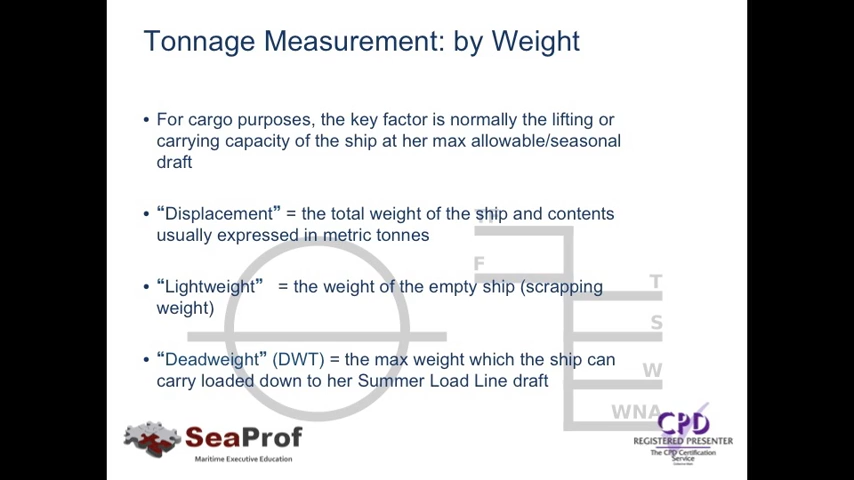 Tonnage Measurement: by Weight
• For cargo purposes, the key factor is normally the lifting or
carrying capacity of the ship at her max allowable/seasonal
draft
• “Displacement” = the total weight of the ship and contents
usually expressed in metric tonnes
• “Lightweight” = the weight of the empty ship (scrapping
weight)
• “Deadweight” (DWT) = the max weight which the ship can
carry loaded down to her Summer Load Line draft
F
T
S
W
WNA
SeaProf
Maritime Executive Education
CPD
REGISTERED PRESENTER
The CPD Certification
Service